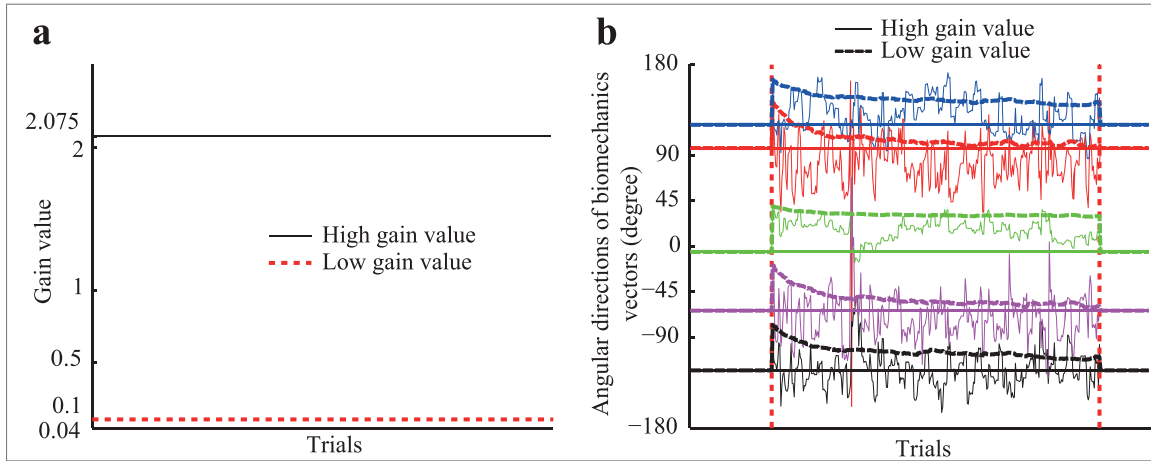 a
2.075
2
1
0.5
0.1
0.04
Gain value
High gain value
Low gain value
Trials
b
High gain value
Low gain value
180
90
45
0
−45
−90
−180
Angular directions of biomechanics
vectors (degree)
Trials